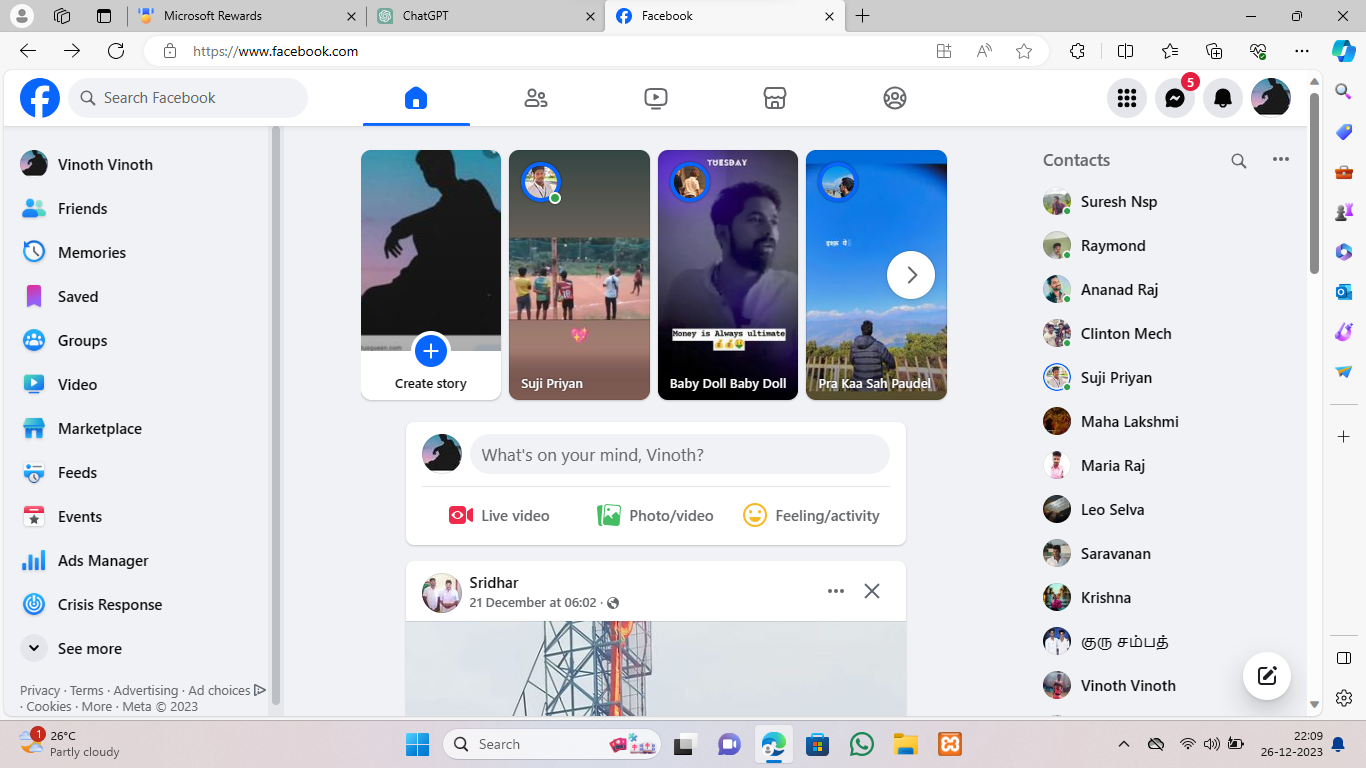 Microsoft Rewards
ChatGPT
Facebook
https://www.facebook.com
Search Facebook
5
Vinoth Vinoth
Friends
Memories
Saved
Groups
Video
Marketplace
Feeds
Events
Ads Manager
Crisis Response
See more
Privacy · Terms · Advertising · Ad choices
· Cookies · More · Meta © 2023
Create story
Suji Priyan
TUESDAY
Money is Always ultimate
Baby Doll Baby Doll
इश्क़ ये
Pra Kaa Sah Paudel
What's on your mind, Vinoth?
Live video
Photo/video
Feeling/activity
Sridhar
21 December at 06:02 ·
Contacts
Suresh Nsp
Raymond
Ananad Raj
Clinton Mech
Suji Priyan
Maha Lakshmi
Maria Raj
Leo Selva
Saravanan
Krishna
குரு சம்பத்
Vinoth Vinoth
1
26°C
Partly cloudy
Search
22:09
26-12-2023